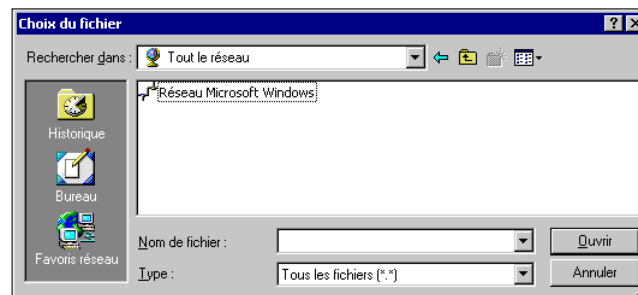 Choix du fichier
Rechercher dans : Tout le réseau
Réseau Microsoft Windows
Historique
Bureau
Favoris réseau
Nom de fichier :
Ouvrir
Type : Tous les fichiers (*.*)
Annuler